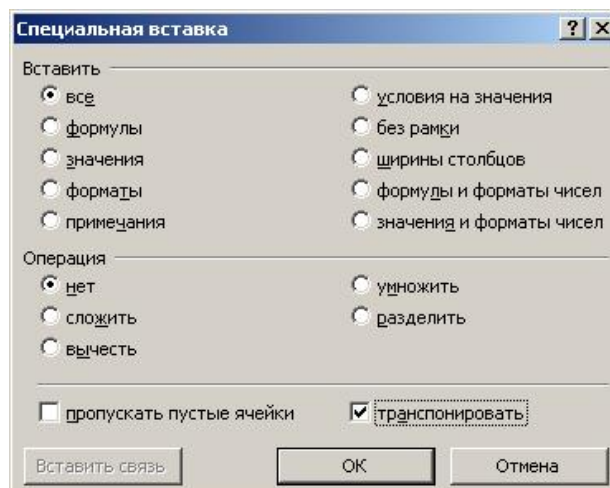 Специальная вставка
Вставить
все
условия на значения
формулы
без рамки
значения
ширины столбцов
форматы
формулы и форматы чисел
примечания
значения и форматы чисел
Операция
нет
умножить
сложить
разделить
вычесть
пропускать пустые ячейки
транспонировать
Вставить связь
ОК
Отмена